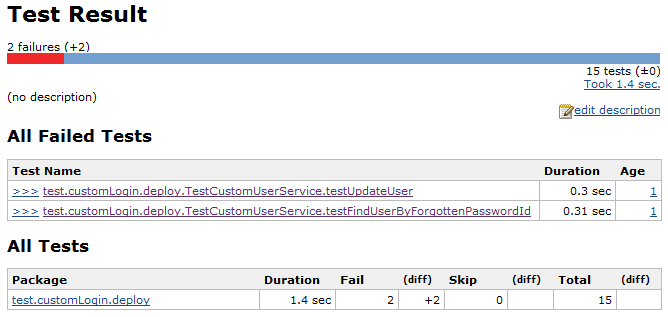 Test Result
2 failures (+2)
15 tests (±0)
Took 1.4 sec.
(no description)
edit description
All Failed Tests
Test Name Duration Age
>>> test.customLogin.deploy.TestCustomUserService.testUpdateUser 0.3 sec 1
>>> test.customLogin.deploy.TestCustomUserService.testFindUserByForgottenPasswordId 0.31 sec 1
All Tests
Package Duration Fail (diff) Skip (diff) Total (diff)
test.customLogin.deploy 1.4 sec 2 +2 0 15